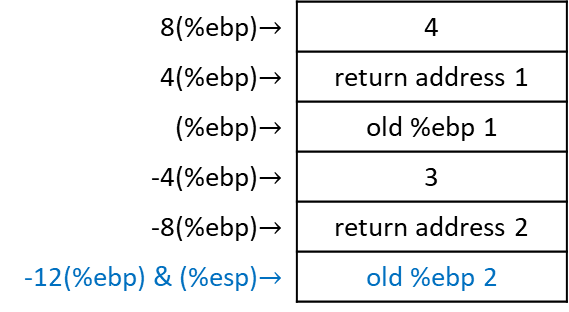 8(%ebp)→ 4
4(%ebp)→ return address 1
(%ebp)→ old %ebp 1
-4(%ebp)→ 3
-8(%ebp)→ return address 2
-12(%ebp) & (%esp)→ old %ebp 2